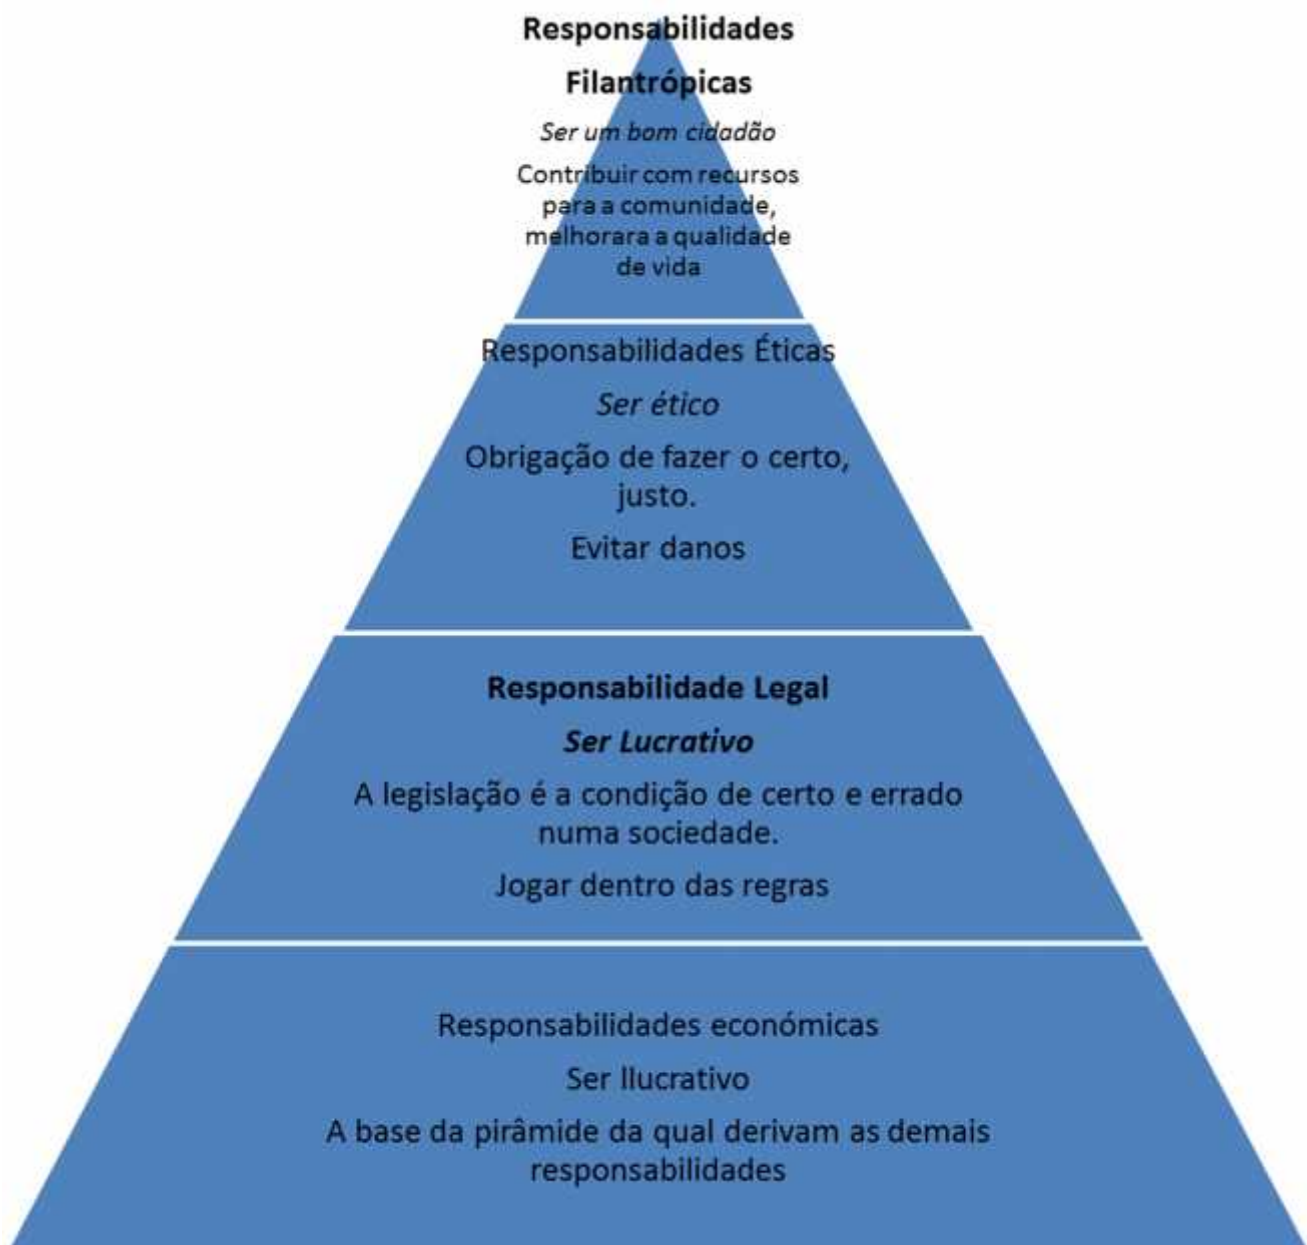 Responsabilidades
Filantrópicas
Ser um bom cidadão
Contribuir com recursos
para a comunidade,
melhorara a qualidade
de vida
Responsabilidades Éticas
Ser ético
Obrigação de fazer o certo,
justo.
Evitar danos
Responsabilidade Legal
Ser Lucrativo
A legislação é a condição de certo e errado
numa sociedade.
Jogar dentro das regras
Responsabilidades económicas
Ser llucrativo
A base da pirâmide da qual derivam as demais
responsabilidades